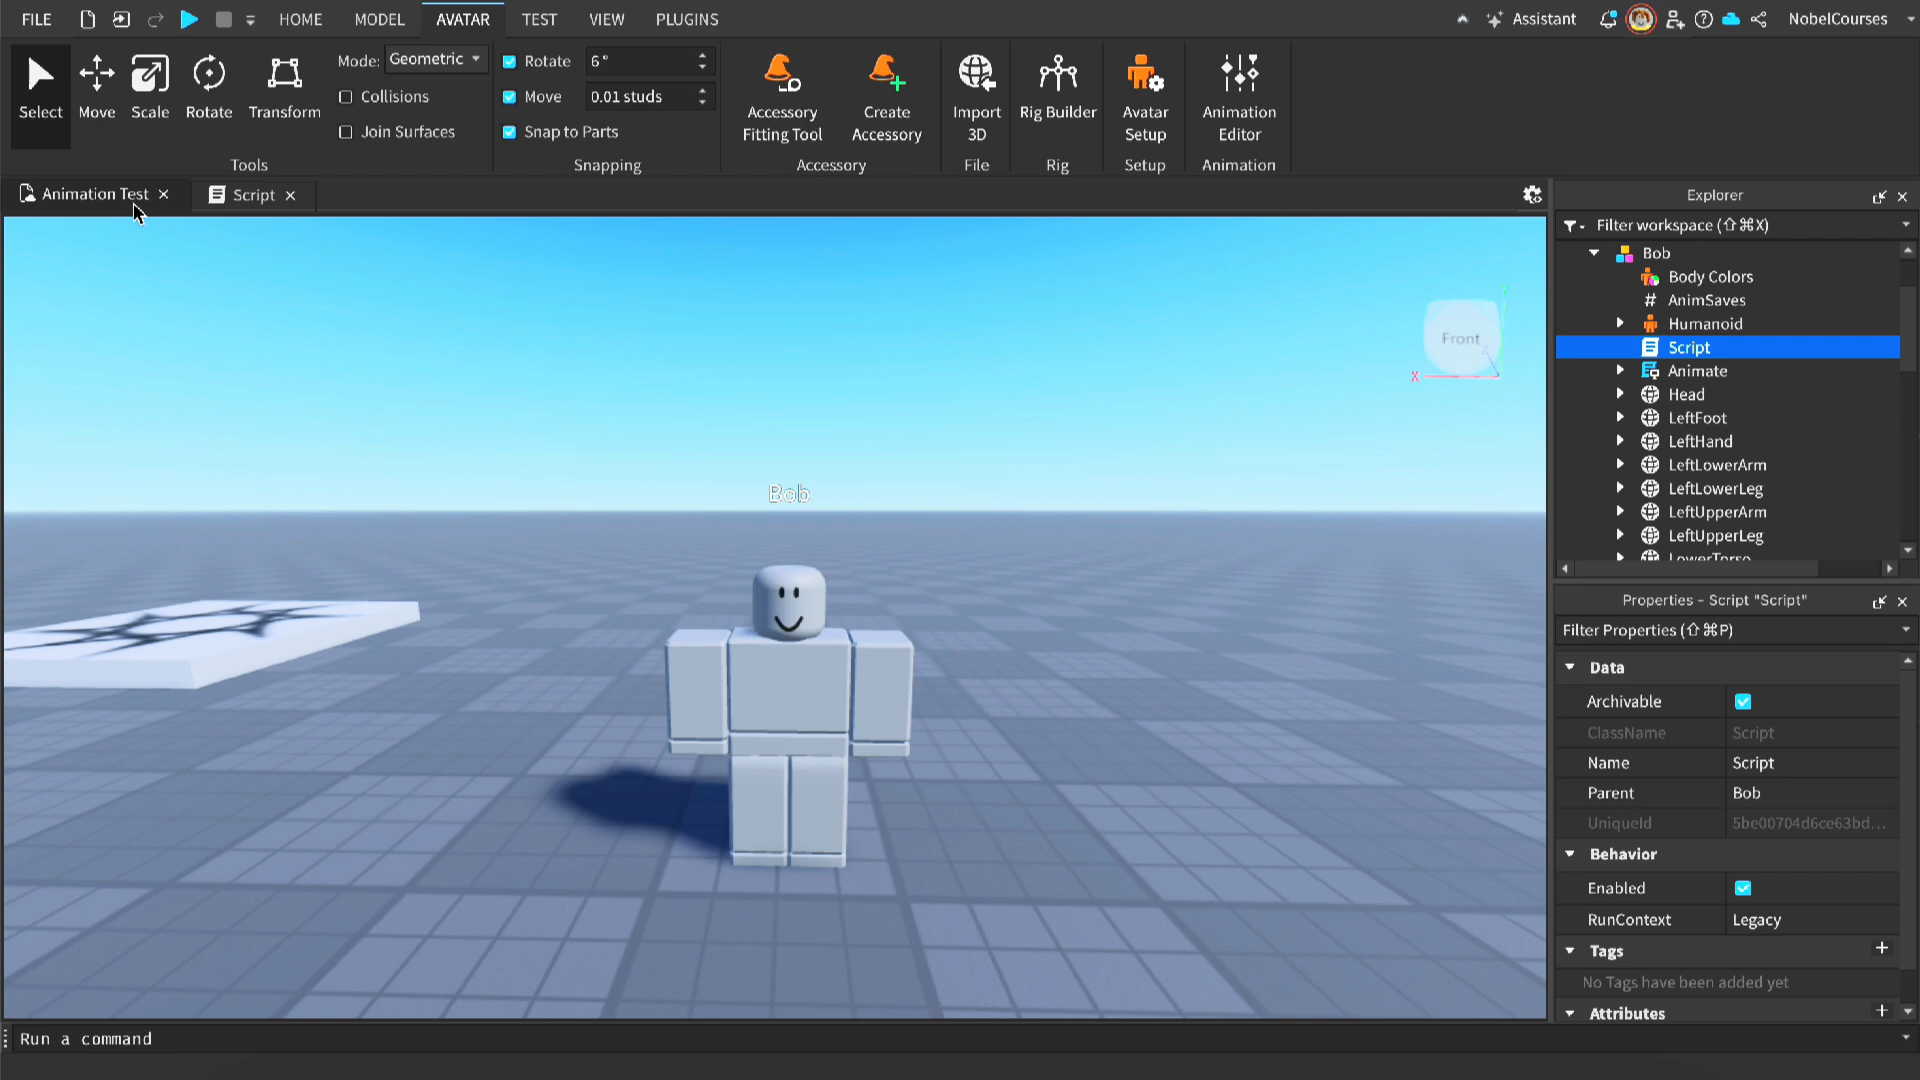 FILE HOME MODEL AVATAR TEST VIEW PLUGINS Assistant NobelCourses
Select Move Scale Rotate Transform
Mode: Geometric
Collisions
Join Surfaces
Tools
Rotate 6°
Move 0.01 studs
Snap to Parts
Snapping
Accessory Fitting Tool
Create Accessory
Accessory
Import 3D
File
Rig Builder
Rig
Avatar Setup
Setup
Animation Editor
Animation
Animation Test
Script
Bob
Front
X
Explorer
Filter workspace (⇧⌘X)
Bob
Body Colors
# AnimSaves
Humanoid
Script
Animate
Head
LeftFoot
LeftHand
LeftLowerArm
LeftLowerLeg
LeftUpperArm
LeftUpperLeg
LowerTorso
Properties - Script "Script"
Filter Properties (⇧⌘P)
Data
Archivable
ClassName Script
Name Script
Parent Bob
UniqueId 5be00704d6ce63bd...
Behavior
Enabled
RunContext Legacy
Tags +
No Tags have been added yet
Attributes +
Run a command